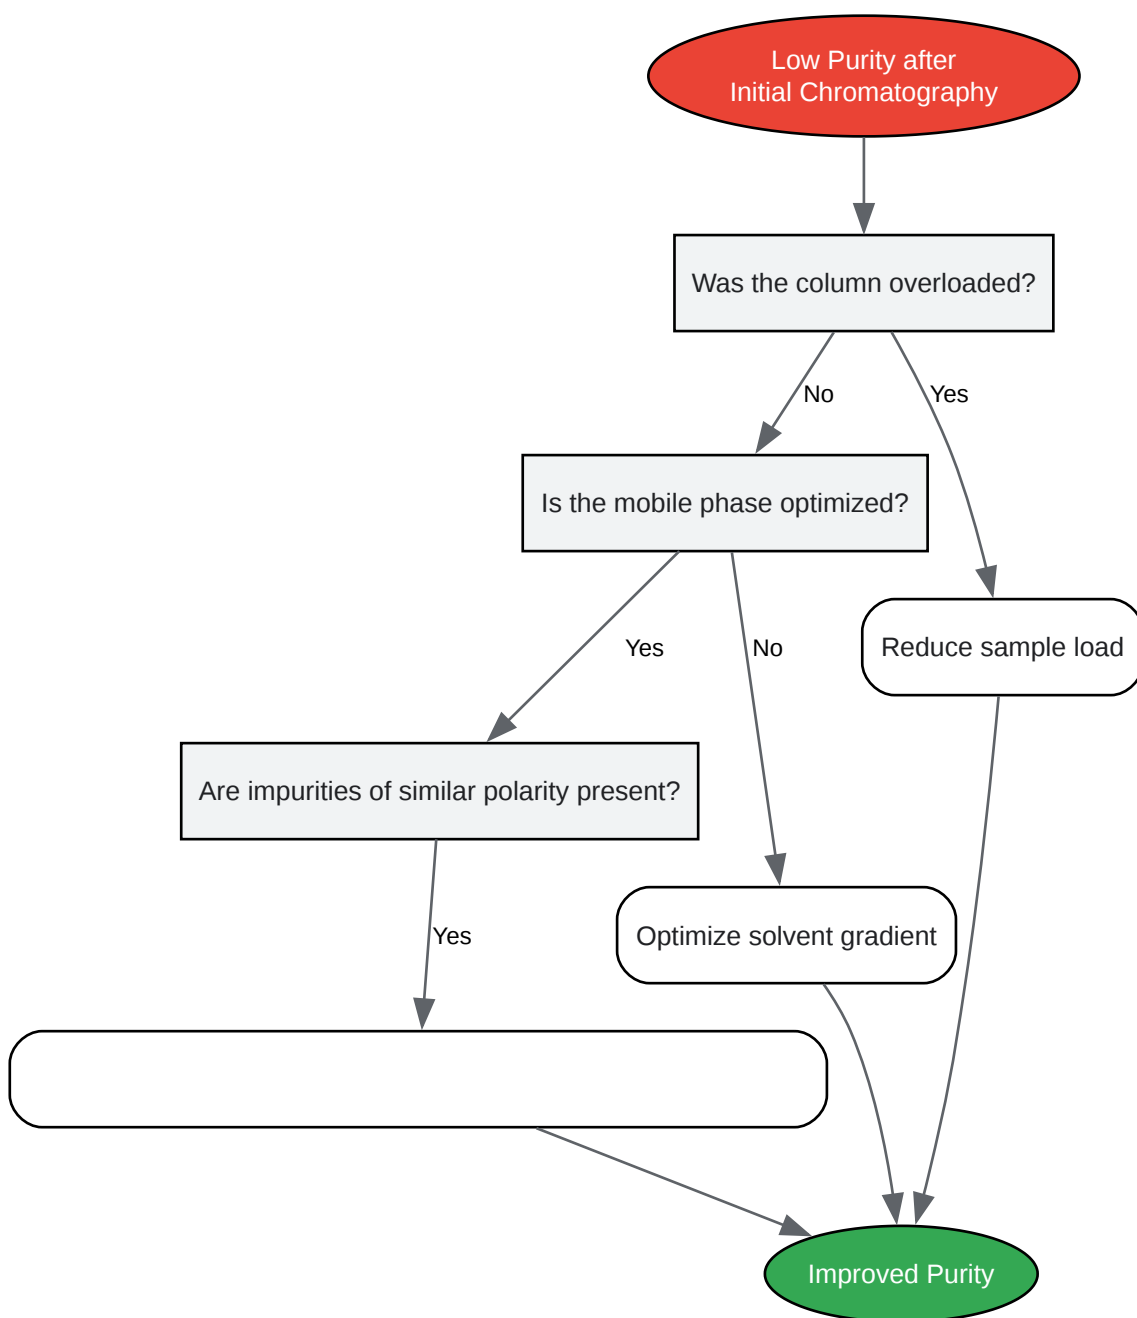 Low Purity after
Initial Chromatography
Was the column overloaded?
No
Yes
Is the mobile phase optimized?
Yes
No
Reduce sample load
Are impurities of similar polarity present?
Yes
Optimize solvent gradient
Improved Purity